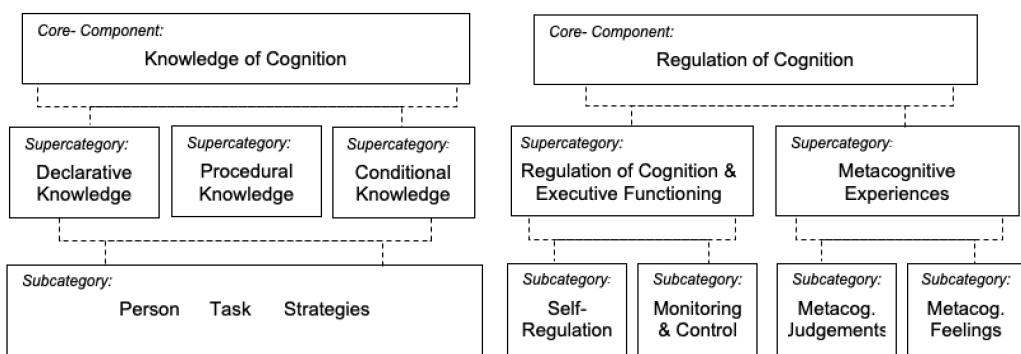 Core- Component:
Knowledge of Cognition
Supercategory:
Declarative
Knowledge
Supercategory:
Procedural
Knowledge
Supercategory:
Conditional
Knowledge
Subcategory:
Person Task Strategies
Core- Component:
Regulation of Cognition
Supercategory:
Regulation of Cognition &
Executive Functioning
Supercategory:
Metacognitive
Experiences
Subcategory:
Self-
Regulation
Subcategory:
Monitoring
& Control
Subcategory:
Metacog.
Judgements
Subcategory:
Metacog.
Feelings